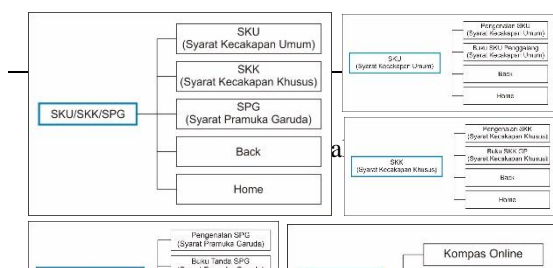 SKU/SKK/SPG
SKU
(Syarat Kecakapan Umum)
SKK
(Syarat Kecakapan Khusus)
SPG
(Syarat Pramuka Garuda)
Back
Home
SKU
(Syarat Kecakapan Umum)
Pengenalan SKU
(Syarat Kecakapan Umum)
Buku SKU Penggalang
(Syarat Kecakapan Umum)
Back
Home
SKK
(Syarat Kecakapan Khusus)
Pengenalan SKK
(Syarat Kecakapan Khusus)
Buku SKK GP
(Syarat Kecakapan Khusus)
Back
Home
Pengenalan SPG
(Syarat Pramuka Garuda)
Buku Tanda SPG
Kompas Online